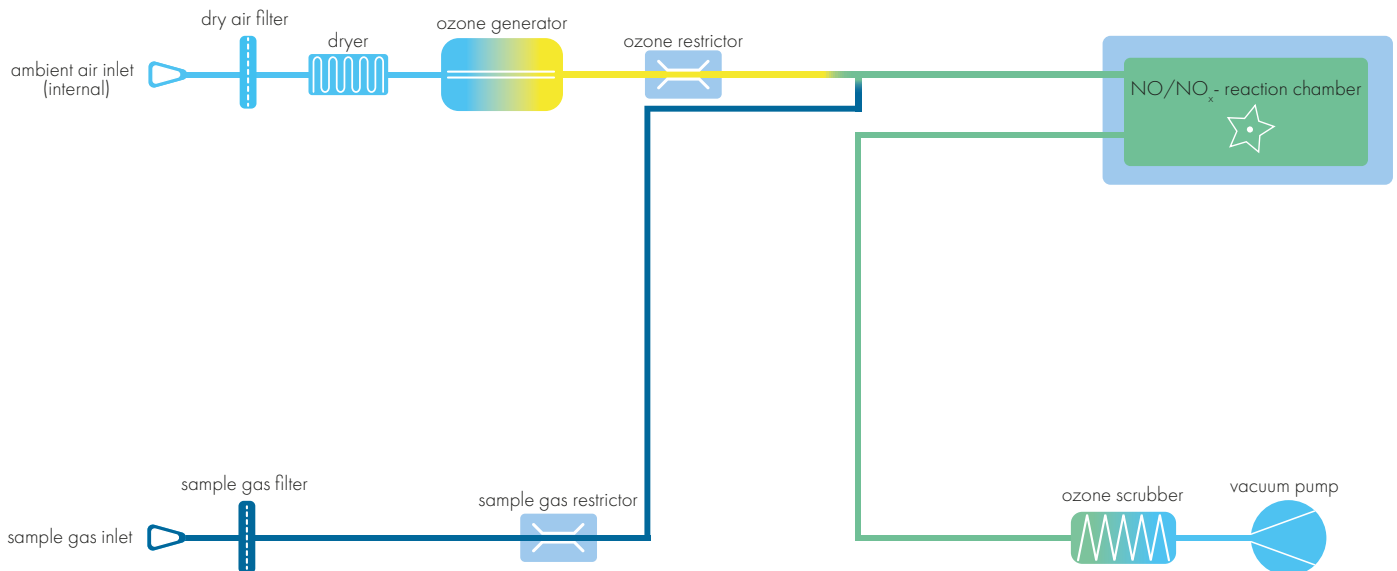 dry air filter
ozone generator
dryer
ozone restrictor
ambient air inlet
(internal)
NO/NOx- reaction chamber
sample gas filter
sample gas restrictor
ozone scrubber
vacuum pump
sample gas inlet